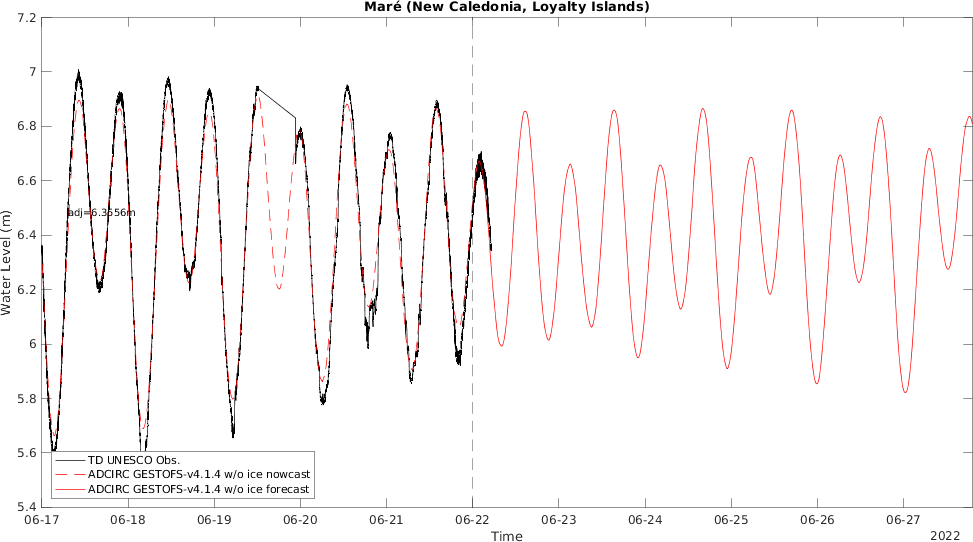 Maré (New Caledonia, Loyalty Islands)
7.2
7
6.8
6.6
6.4
6.2
6
5.8
5.6
5.4
Water Level (m)
adj=6.3556m
TD UNESCO Obs.
ADCIRC GESTOFS-v4.1.4 w/o ice nowcast
ADCIRC GESTOFS-v4.1.4 w/o ice forecast
06-17 06-18 06-19 06-20 06-21 06-22 06-23 06-24 06-25 06-26 06-27
Time
2022